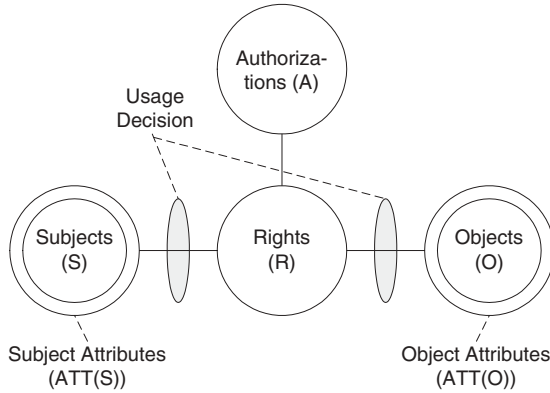 Authoriza-
tions (A)
Usage
Decision
Subjects
(S)
Rights
(R)
Objects
(O)
Subject Attributes
(ATT(S))
Object Attributes
(ATT(O))